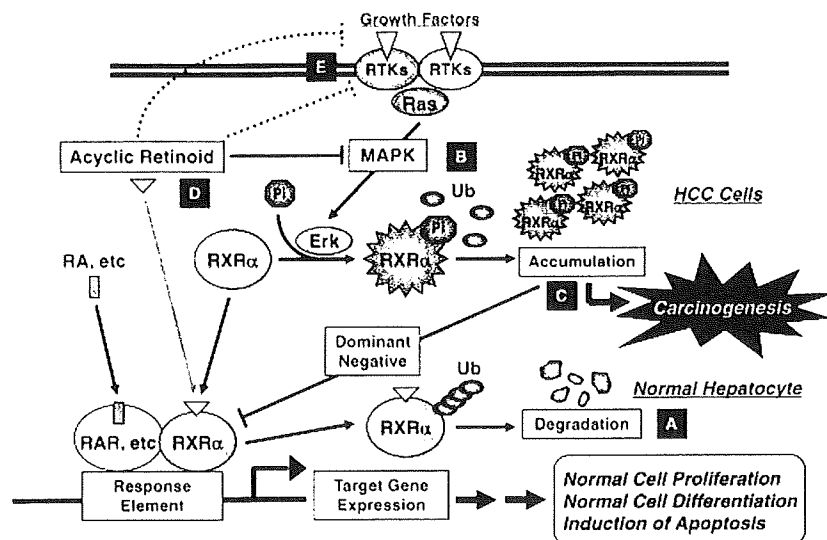 Growth Factors
E
RTKs
RTKs
Ras
Acyclic Retinoid
MAPK
B
D
Pi
Ub
Pi
RXRα
Pi
RXRα
Pi
RXRα
Pi
RXRα
HCC Cells
Erk
Pi
RXRα
RXRα
Accumulation
RA, etc
C
Carcinogenesis
Dominant
Negative
Ub
Normal Hepatocyte
RAR, etc
RXRα
RXRα
Degradation
A
Response
Element
Target Gene
Expression
Normal Cell Proliferation
Normal Cell Differentiation
Induction of Apoptosis